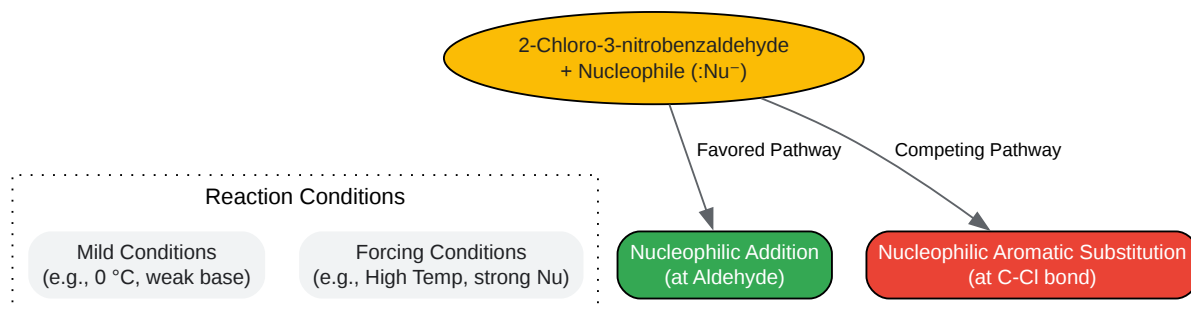 2-Chloro-3-nitrobenzaldehyde
+ Nucleophile (:Nu⁻)
Favored Pathway
Competing Pathway
Reaction Conditions
Mild Conditions
(e.g., 0 °C, weak base)
Forcing Conditions
(e.g., High Temp, strong Nu)
Nucleophilic Addition
(at Aldehyde)
Nucleophilic Aromatic Substitution
(at C-Cl bond)